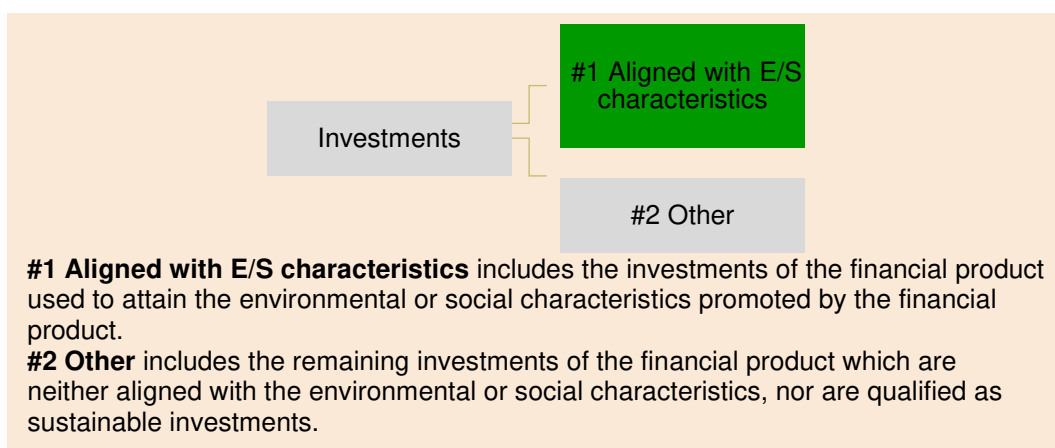 #1 Aligned with E/S
characteristics
Investments
#2 Other
#1 Aligned with E/S characteristics includes the investments of the financial product
used to attain the environmental or social characteristics promoted by the financial
product.
#2 Other includes the remaining investments of the financial product which are
neither aligned with the environmental or social characteristics, nor are qualified as
sustainable investments.